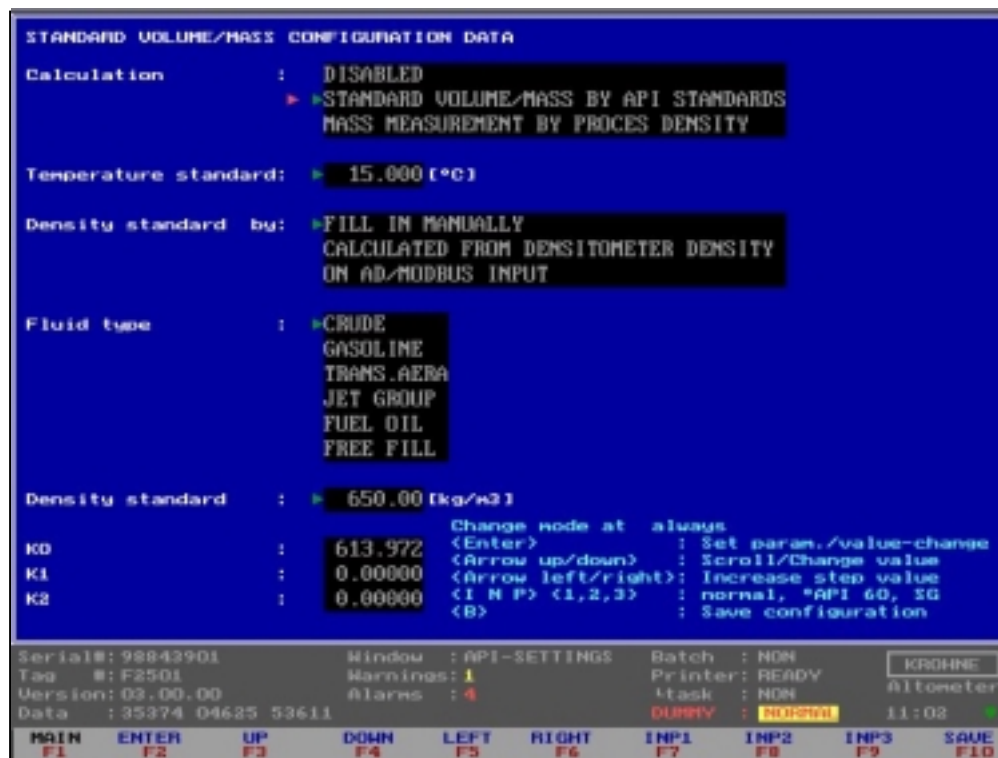 STANDARD VOLUME/MASS CONFIGURATION DATA
Calculation : DISABLED
STANDARD VOLUME/MASS BY API STANDARDS
MASS MEASUREMENT BY PROCES DENSITY
Temperature standard: 15.000 [°C]
Density standard by: FILL IN MANUALLY
CALCULATED FROM DENSITOMETER DENSITY
ON AD/MODBUS INPUT
Fluid type : CRUDE
GASOLINE
TRANS.AERA
JET GROUP
FUEL OIL
FREE FILL
Density standard : 650.00 [kg/m3]
Change mode at always
<Enter> : Set param./value-change
K0 : 613.972
<Arrow up/down> : Scroll/Change value
K1 : 0.00000
<Arrow left/right>: Increase step value
K2 : 0.00000
<I N P> <1,2,3> : normal, °API 60, SG
<B> : Save configuration
Serial#: 98843901 Window : API-SETTINGS Batch : NON KROHNE
Tag #: F2501 Warnings: 1 Printer: READY Altometer
Version: 03.00.00 Alarms : 4 task : NON
Data : 35374 04625 53611 DUMMY : NORMAL 11:02
MAIN ENTER UP DOWN LEFT RIGHT INP1 INP2 INP3 SAVE
F1 F2 F3 F4 F5 F6 F7 F8 F9 F10